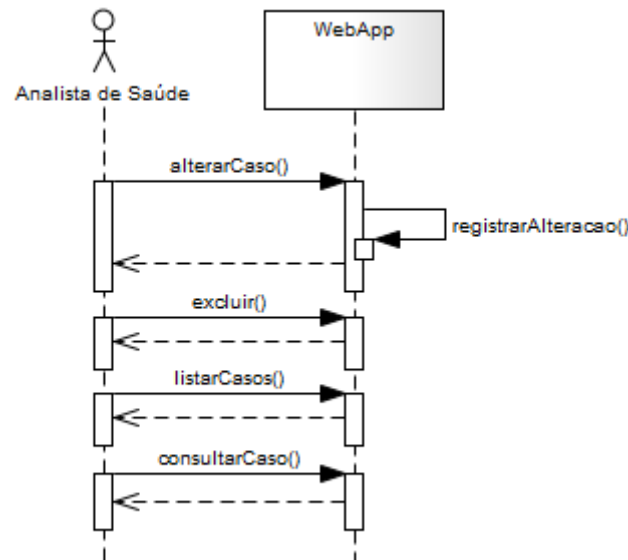 WebApp
Analista de Saúde
alterarCaso()
registrarAlteracao()
excluir()
listarCasos()
consultarCaso()